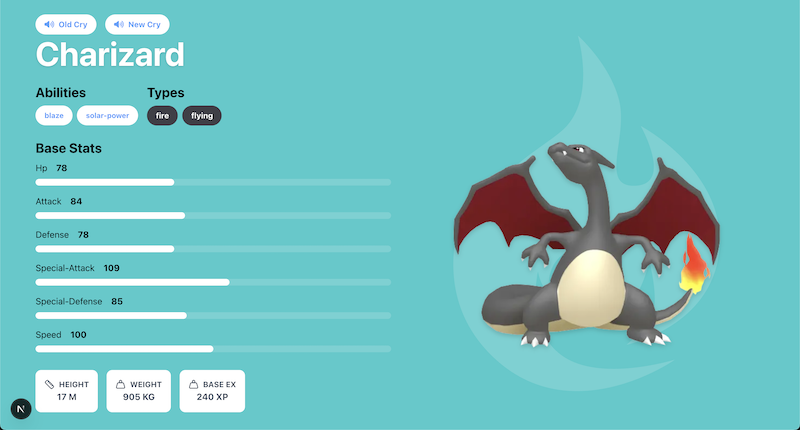 Old Cry New Cry
Charizard
Abilities Types
blaze solar-power fire flying
Base Stats
Hp 78
Attack 84
Defense 78
Special-Attack 109
Special-Defense 85
Speed 100
HEIGHT WEIGHT BASE EX
17 M 905 KG 240 XP
N